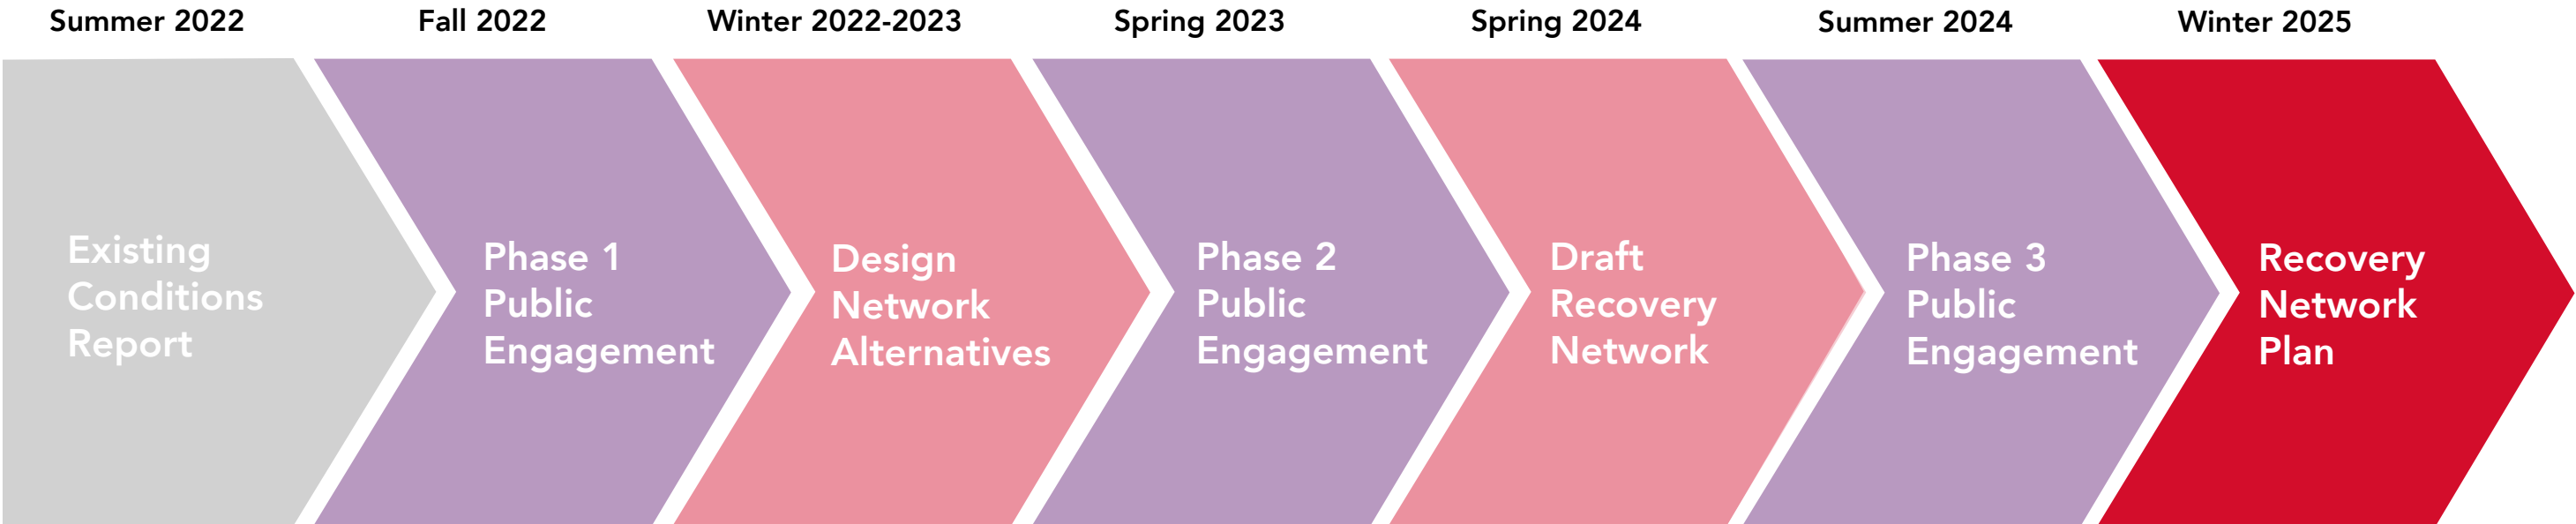 Summer 2022
Fall 2022
Winter 2022-2023
Spring 2023
Spring 2024
Summer 2024
Winter 2025
Existing
Conditions
Report
Phase 1
Public
Engagement
Design
Network
Alternatives
Phase 2
Public
Engagement
Draft
Recovery
Network
Phase 3
Public
Engagement
Recovery
Network
Plan